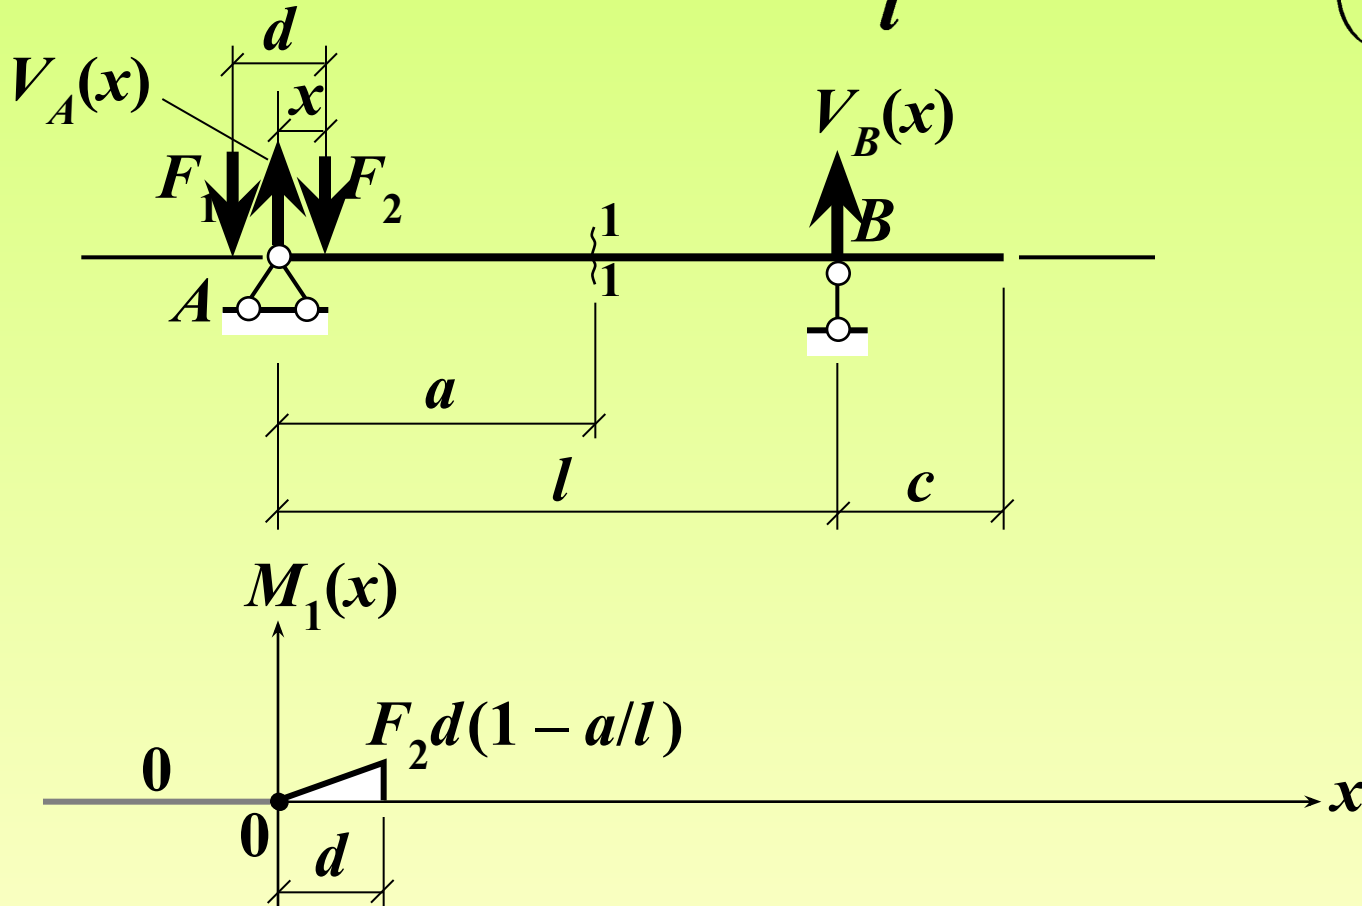 l
d
V_A(x)
x
V_B(x)
F_1
F_2
1
B
1
A
a
l
c
M_1(x)
F_2d(1 – a/l)
0
x
0
d